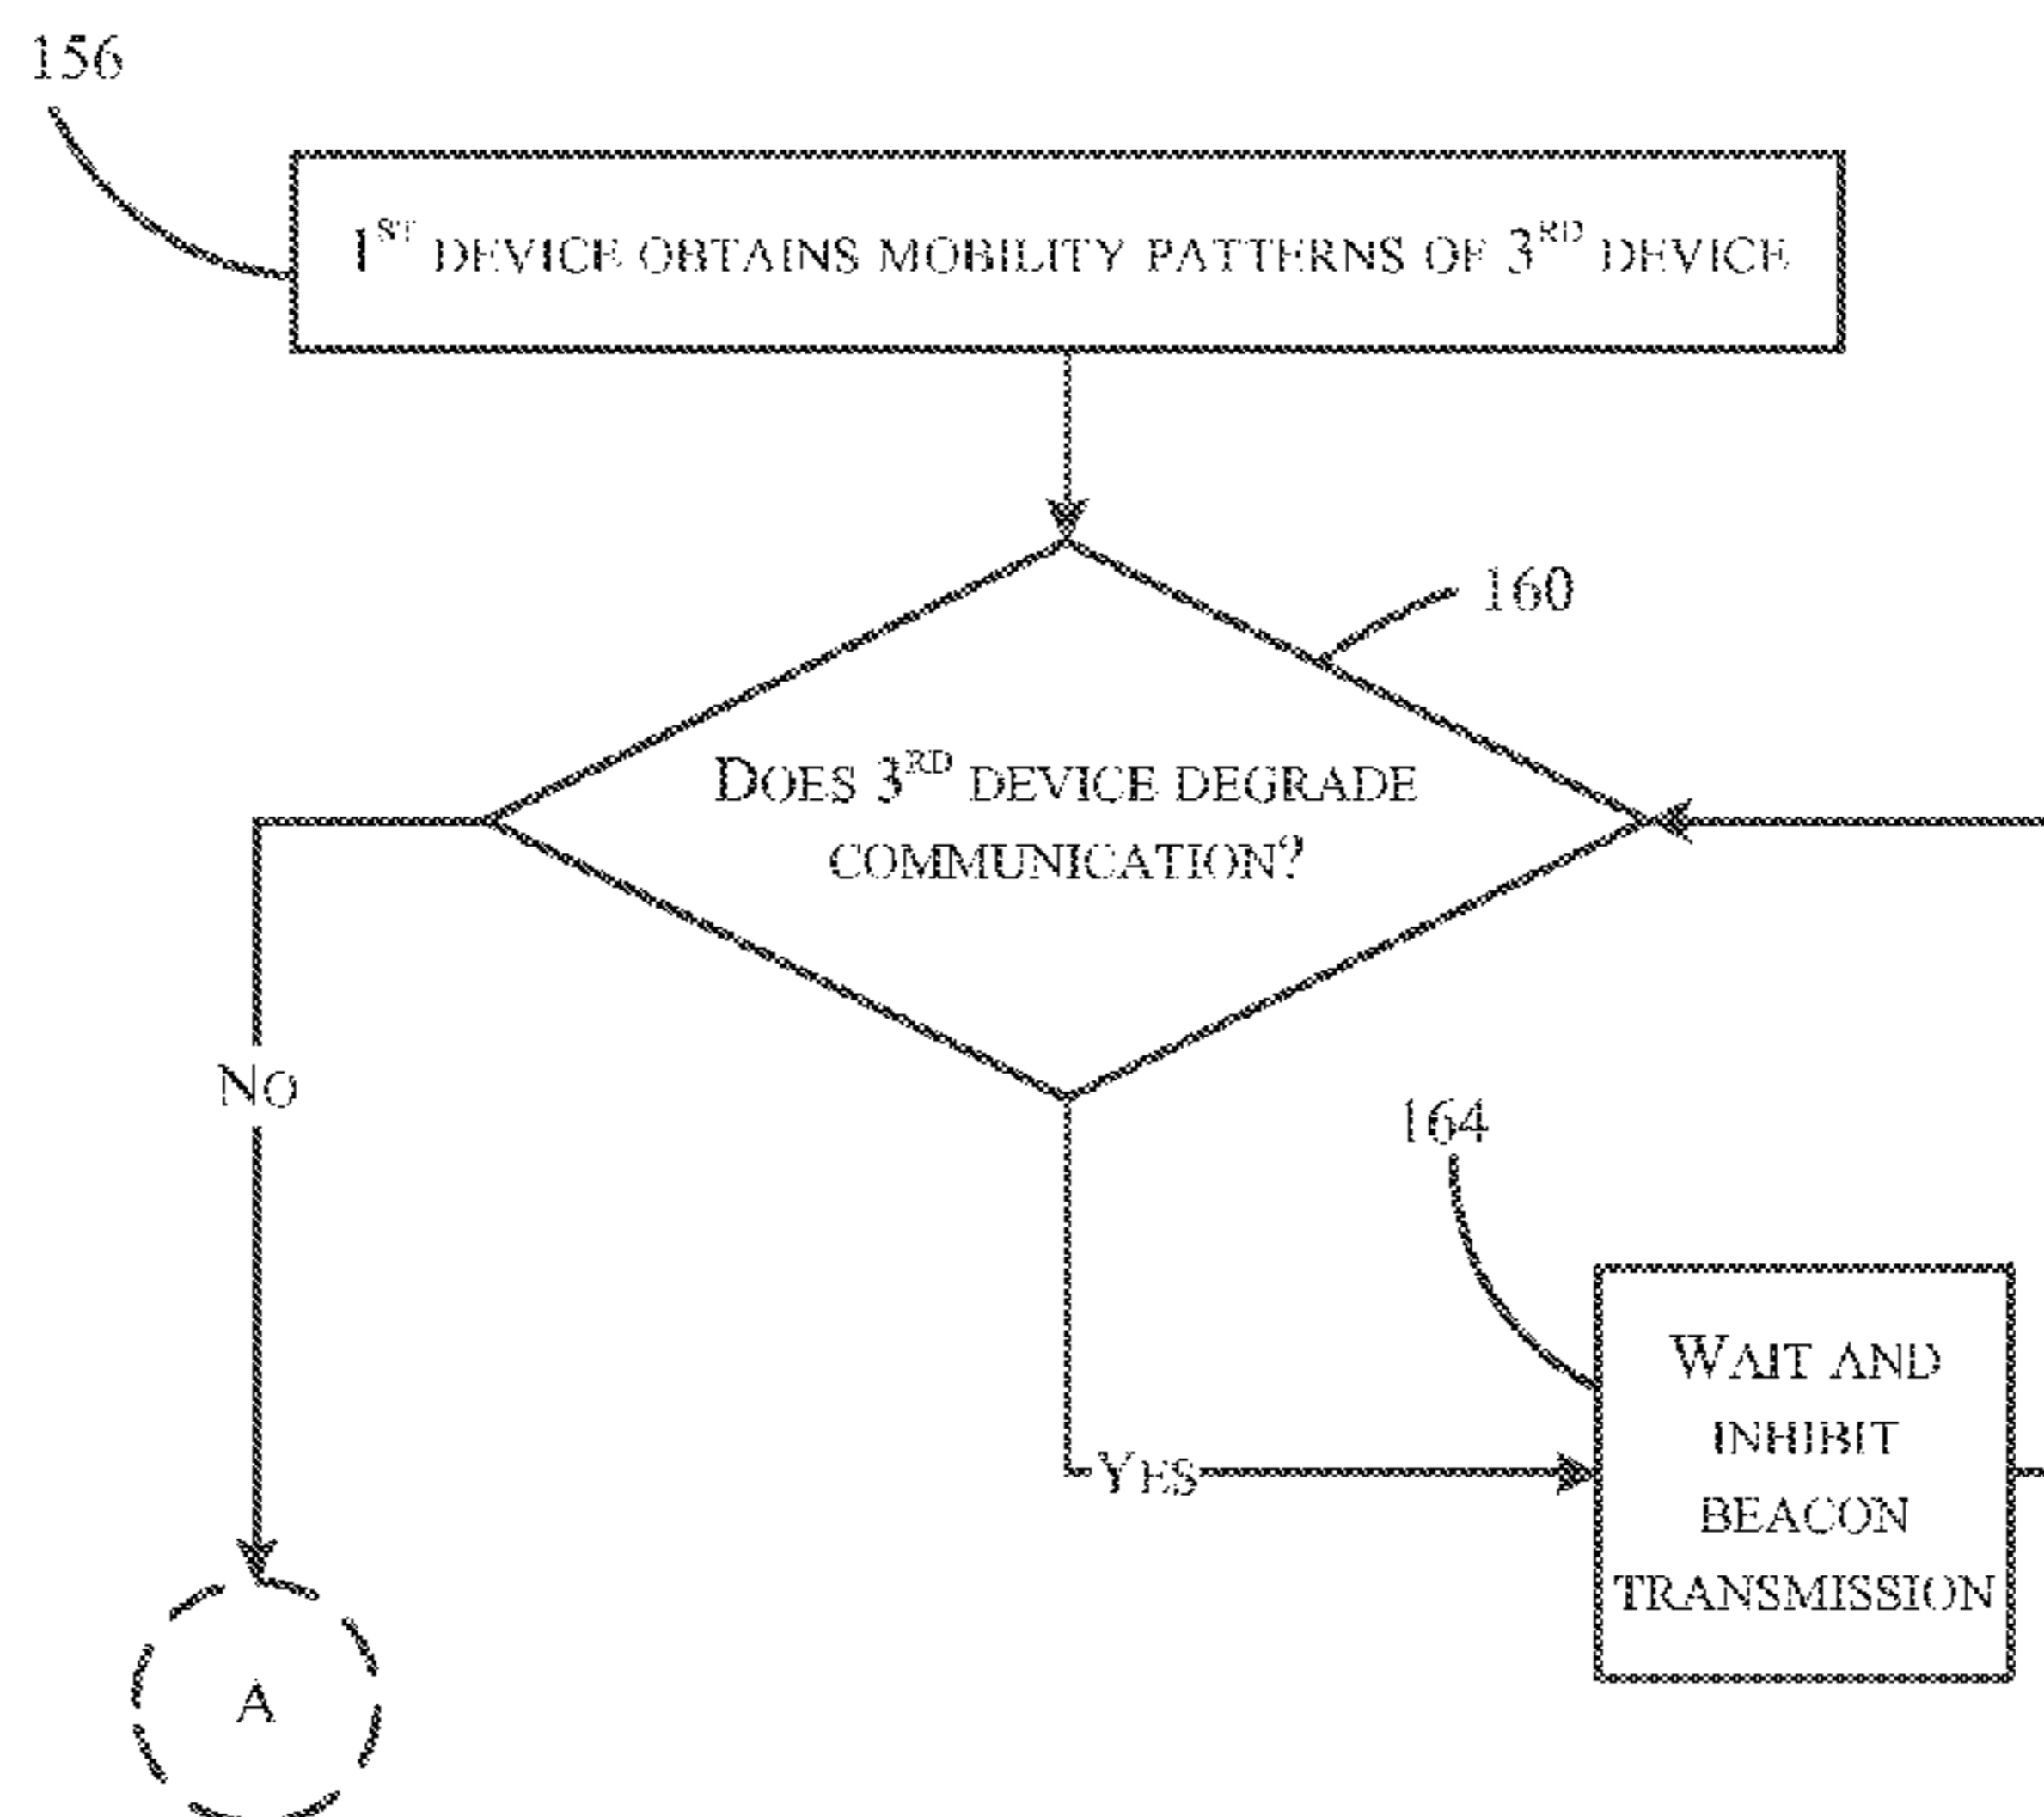 156
1ST DEVICE OBTAINS MOBILITY PATTERNS OF 3RD DEVICE
160
DOES 3RD DEVICE DEGRADE
COMMUNICATION?
NO
164
YES
WAIT AND
INHIBIT
BEACON
TRANSMISSION
A